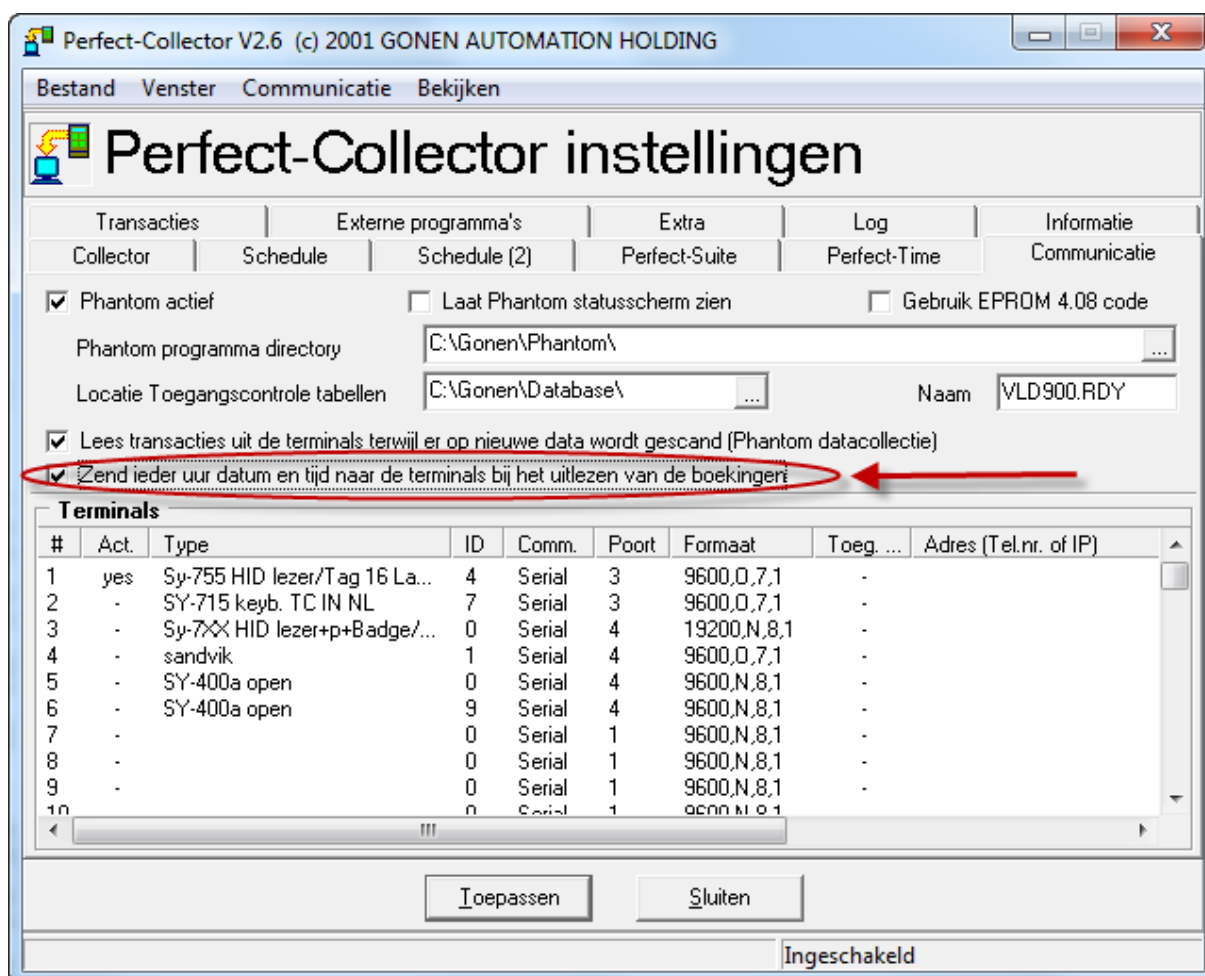 Perfect-Collector V2.6 (c) 2001 GONEN AUTOMATION HOLDING
Bestand Venster Communicatie Bekijken
Perfect-Collector instellingen
Transacties Externe programma's Extra Log Informatie
Collector Schedule Schedule (2) Perfect-Suite Perfect-Time Communicatie
Phantom actief Laat Phantom statusscherm zien Gebruik EPROM 4.08 code
Phantom programma directory C:\Gonen\Phantom\ ...
Locatie Toegangscontrole tabellen C:\Gonen\Database\ ... Naam VLD900.RDY
Lees transacties uit de terminals terwijl er op nieuwe data wordt gescand (Phantom datacollectie)
Zend ieder uur datum en tijd naar de terminals bij het uitlezen van de boekingen
Terminals
# Act. Type ID Comm. Poort Formaat Toeg. ... Adres (Tel.nr. of IP)
1 yes Sy-755 HID lezer/Tag 16 La... 4 Serial 3 9600,O,7,1 -
2 - SY-715 keyb. TC IN NL 7 Serial 3 9600,O,7,1 -
3 - Sy-7XX HID lezer+p+Badge/... 0 Serial 4 19200,N,8,1 -
4 - sandvik 1 Serial 4 9600,O,7,1 -
5 - SY-400a open 0 Serial 4 9600,N,8,1 -
6 - SY-400a open 9 Serial 4 9600,N,8,1 -
7 - 0 Serial 1 9600,N,8,1 -
8 - 0 Serial 1 9600,N,8,1 -
9 - 0 Serial 1 9600,N,8,1 -
10 0 Serial 1 9600,N,8,1
Toepassen Sluiten
Ingeschakeld